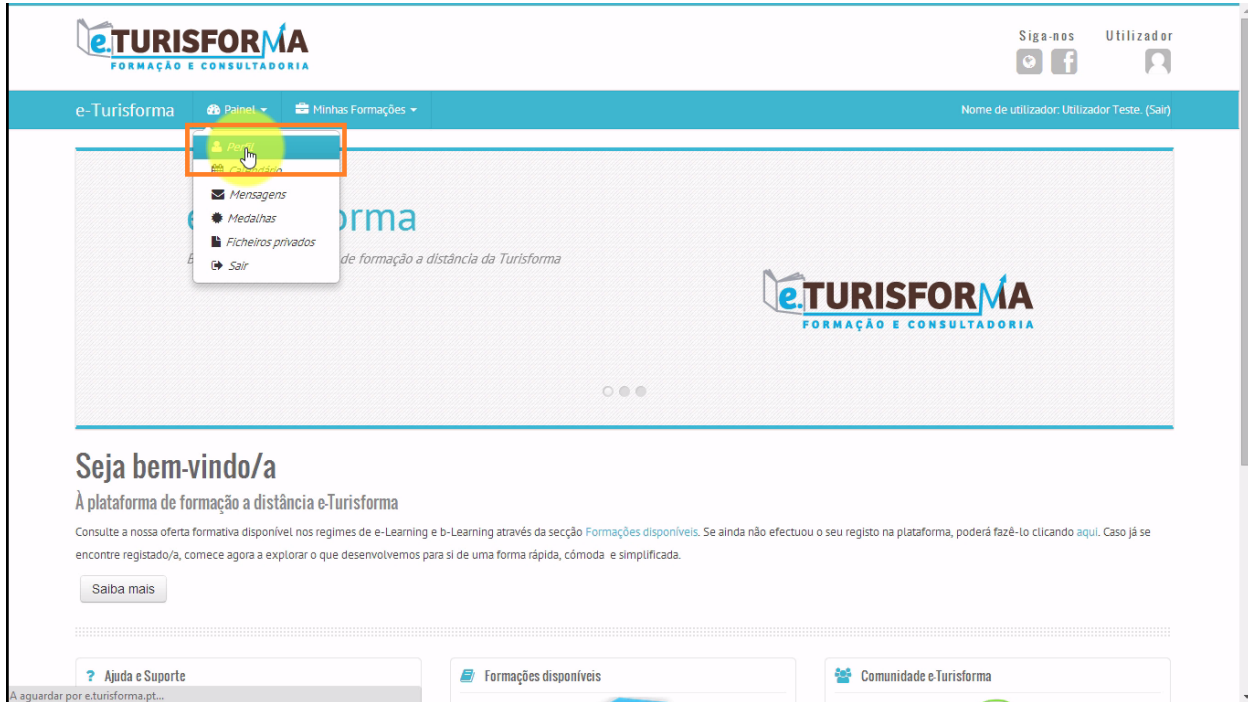 e.TURISFORMA
FORMAÇÃO E CONSULTADORIA
Siga-nos
Utilizador
e-Turisforma
Painel
Minhas Formações
Nome de utilizador: Utilizador Teste. (Sair)
Perfil
Calendário
Mensagens
Medalhas
Ficheiros privados
Sair
rma
de formação a distância da Turisforma
e.TURISFORMA
FORMAÇÃO E CONSULTADORIA
Seja bem-vindo/a
À plataforma de formação a distância e-Turisforma
Consulte a nossa oferta formativa disponível nos regimes de e-Learning e b-Learning através da secção Formações disponíveis. Se ainda não efectuou o seu registo na plataforma, poderá fazê-lo clicando aqui. Caso já se
encontre registado/a, comece agora a explorar o que desenvolvemos para si de uma forma rápida, cómoda e simplificada.
Saiba mais
? Ajuda e Suporte
Formações disponíveis
Comunidade e-Turisforma
A aguardar por e.turisforma.pt...